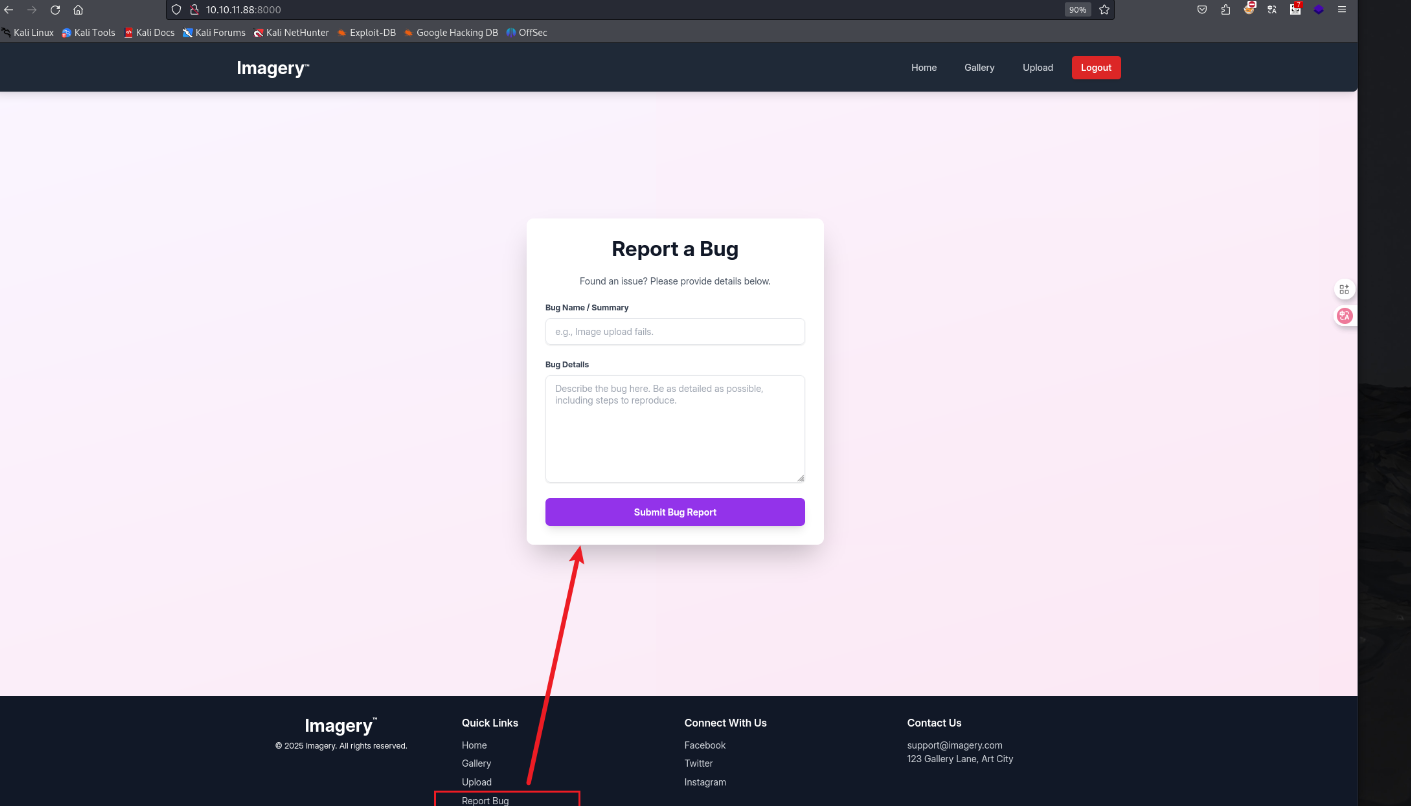 10.10.11.88:8000
90%
7
Kali Linux
Kali Tools
Kali Docs
Kali Forums
Kali NetHunter
Exploit-DB
Google Hacking DB
OffSec
Imagery™
Home
Gallery
Upload
Logout
Report a Bug
Found an issue? Please provide details below.
Bug Name / Summary
e.g., Image upload fails.
Bug Details
Describe the bug here. Be as detailed as possible,
including steps to reproduce.
Submit Bug Report
Imagery™
© 2025 Imagery. All rights reserved.
Quick Links
Home
Gallery
Upload
Report Bug
Connect With Us
Facebook
Twitter
Instagram
Contact Us
support@imagery.com
123 Gallery Lane, Art City